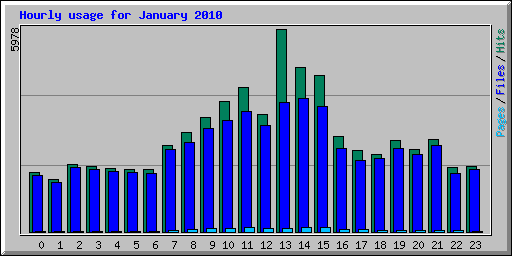 Hourly usage for January 2010
5978
Pages/Files/Hits
0 1 2 3 4 5 6 7 8 9 10 11 12 13 14 15 16 17 18 19 20 21 22 23